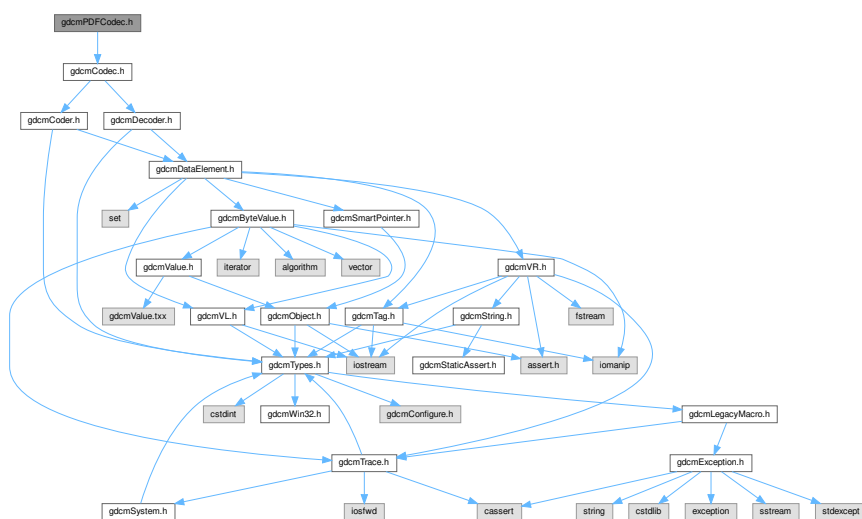 gdcmPDFCodec.h
gdcmCodec.h
gdcmCoder.h
gdcmDecoder.h
gdcmDataElement.h
set
gdcmByteValue.h
gdcmSmartPointer.h
gdcmValue.h
iterator
algorithm
vector
gdcmVR.h
gdcmValue.txx
gdcmVL.h
gdcmObject.h
gdcmTag.h
gdcmString.h
fstream
gdcmTypes.h
iostream
gdcmStaticAssert.h
assert.h
iomanip
cstdint
gdcmWin32.h
gdcmConfigure.h
gdcmLegacyMacro.h
gdcmTrace.h
gdcmException.h
gdcmSystem.h
iosfwd
cassert
string
cstdlib
exception
sstream
stdexcept